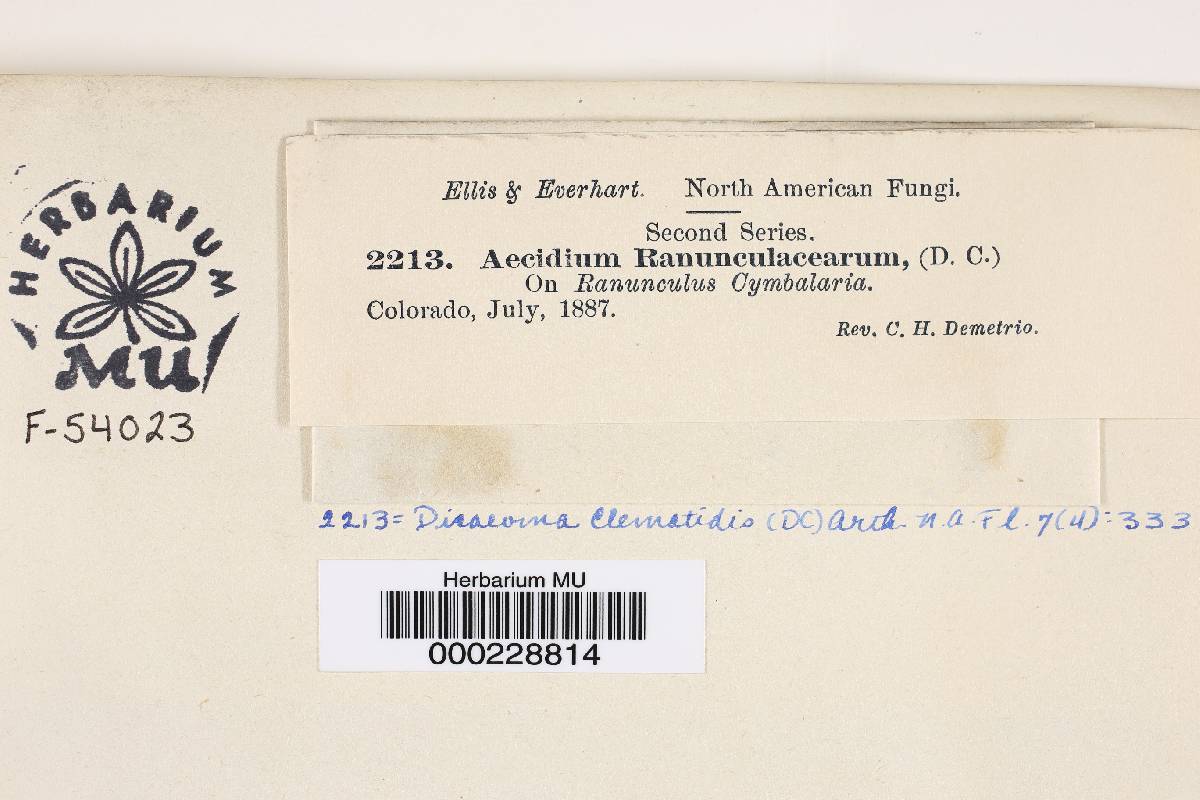 HERBARIUM
MU
F-54023
Ellis & Everhart. North American Fungi.
Second Series.
2213. Aecidium Ranunculacearum, (D. C.)
On Ranunculus Cymbalaria.
Colorado, July, 1887.
Rev. C. H. Demetrio.
2213 = Dicaeoma Clematidis (DC) Arth. N.A. Fl. 7(4): 333
Herbarium MU
000228814